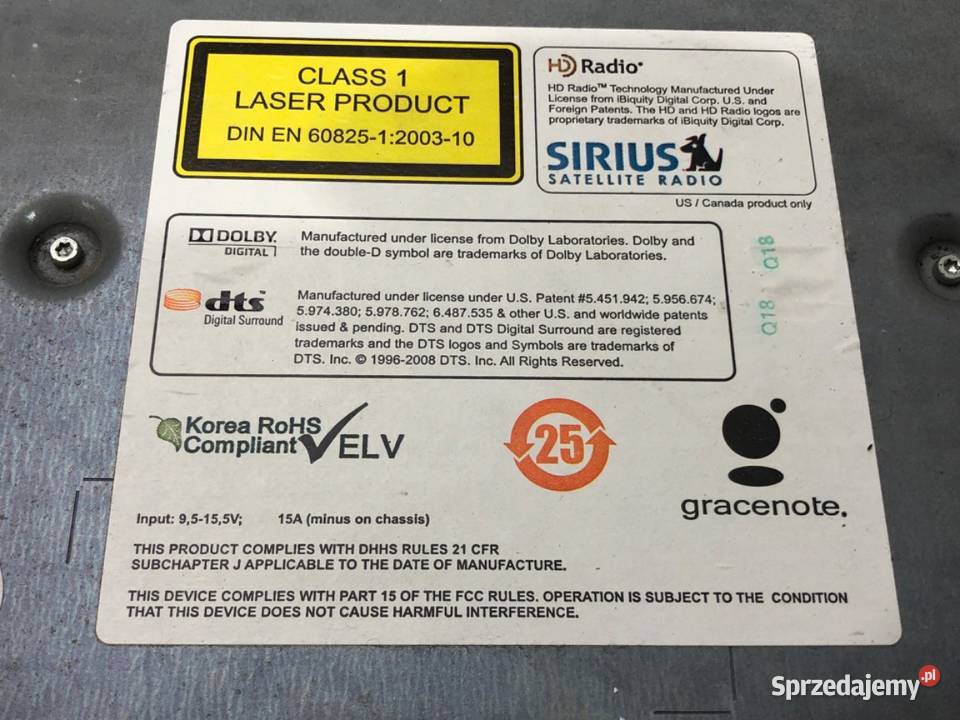 CLASS 1
LASER PRODUCT
DIN EN 60825-1:2003-10
HD Radio
HD Radio™ Technology Manufactured Under
License from iBiquity Digital Corp. U.S. and
Foreign Patents. The HD and HD Radio logos are
proprietary trademarks of iBiquity Digital Corp.
SIRIUS
SATELLITE RADIO
US / Canada product only
DOLBY
DIGITAL
Manufactured under license from Dolby Laboratories. Dolby and
the double-D symbol are trademarks of Dolby Laboratories.
dts™
Digital Surround
Manufactured under license under U.S. Patent #5.451.942; 5.956.674;
5.974.380; 5.978.762; 6.487.535 & other U.S. and worldwide patents
issued & pending. DTS and DTS Digital Surround are registered
trademarks and the DTS logos and Symbols are trademarks of
DTS. Inc. © 1996-2008 DTS. Inc. All Rights Reserved.
Q18 Q18
Korea RoHS
Compliant
ELV
25
gracenote.
Input: 9,5-15,5V; 15A (minus on chassis)
THIS PRODUCT COMPLIES WITH DHHS RULES 21 CFR
SUBCHAPTER J APPLICABLE TO THE DATE OF MANUFACTURE.
THIS DEVICE COMPLIES WITH PART 15 OF THE FCC RULES. OPERATION IS SUBJECT TO THE CONDITION
THAT THIS DEVICE DOES NOT CAUSE HARMFUL INTERFERENCE.
Sprzedajemy.pl